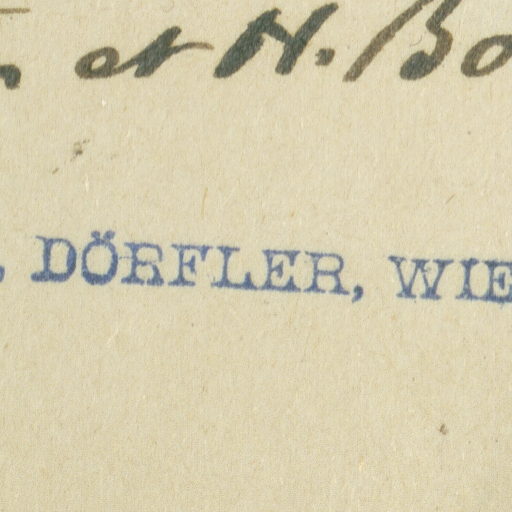 et H. Bo
, DÖRFLER, WIE